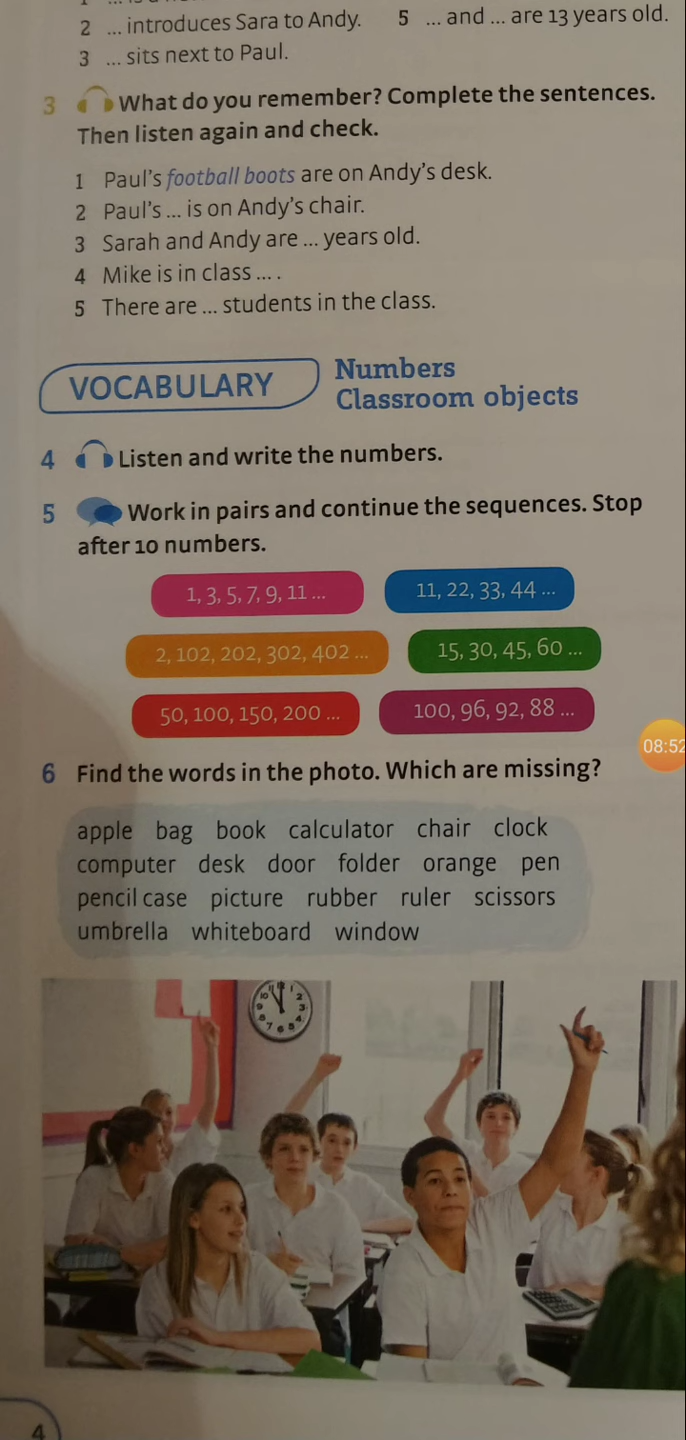 2 ... introduces Sara to Andy. 5 ... and ... are 13 years old.
3 ... sits next to Paul.
3 What do you remember? Complete the sentences.
Then listen again and check.
1 Paul's football boots are on Andy's desk.
2 Paul's ... is on Andy's chair.
3 Sarah and Andy are ... years old.
4 Mike is in class ... .
5 There are ... students in the class.
VOCABULARY Numbers
Classroom objects
4 Listen and write the numbers.
5 Work in pairs and continue the sequences. Stop
after 10 numbers.
1, 3, 5, 7, 9, 11 ... 11, 22, 33, 44 ...
2, 102, 202, 302, 402 ... 15, 30, 45, 60 ...
50, 100, 150, 200 ... 100, 96, 92, 88 ...
08:52
6 Find the words in the photo. Which are missing?
apple bag book calculator chair clock
computer desk door folder orange pen
pencil case picture rubber ruler scissors
umbrella whiteboard window
4